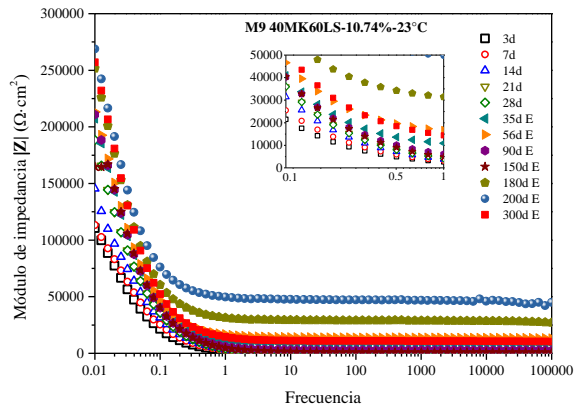 M9 40MK60LS-10.74%-23°C
Módulo de impedancia |Z| (Ω·cm²)
300000
250000
200000
150000
100000
50000
0
0.01
0.1
1
10
100
1000
10000
100000
Frecuencia
50000
40000
30000
20000
10000
0
0.1
0.5
1
3d
7d
14d
21d
28d
35d E
56d E
90d E
150d E
180d E
200d E
300d E